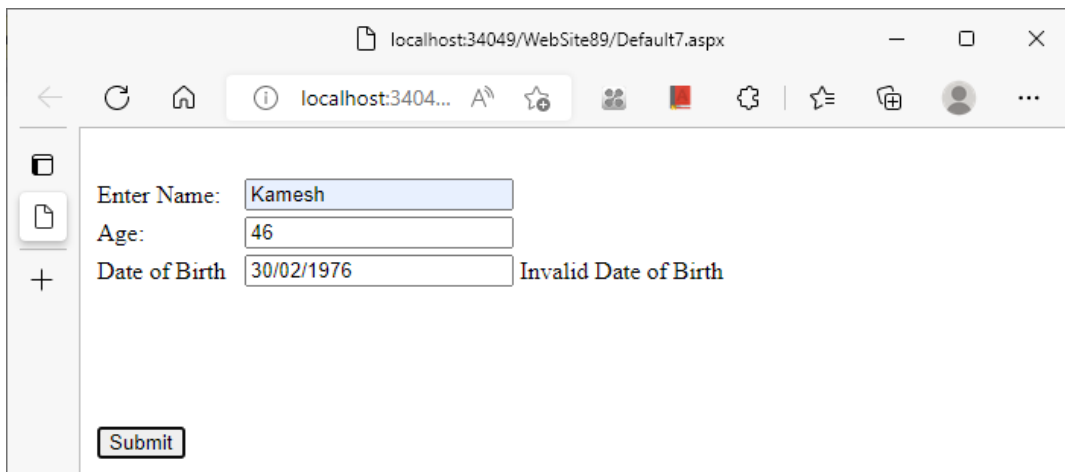 localhost:34049/WebSite89/Default7.aspx
localhost:3404...
Enter Name: Kamesh
Age: 46
Date of Birth 30/02/1976 Invalid Date of Birth
Submit